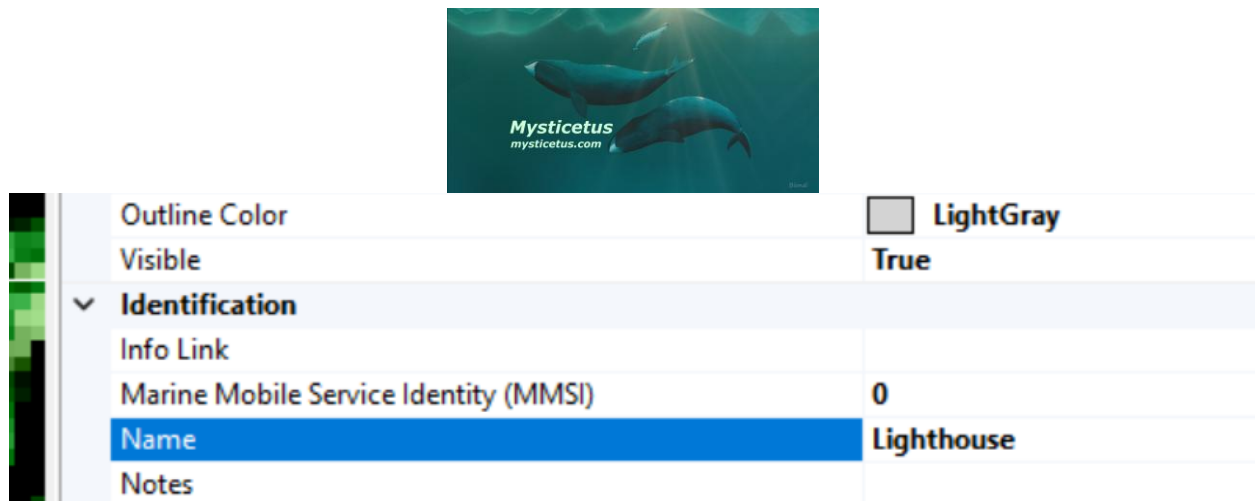 Mysticetus
mysticetus.com
Outline Color LightGray
Visible True
Identification
Info Link
Marine Mobile Service Identity (MMSI) 0
Name Lighthouse
Notes